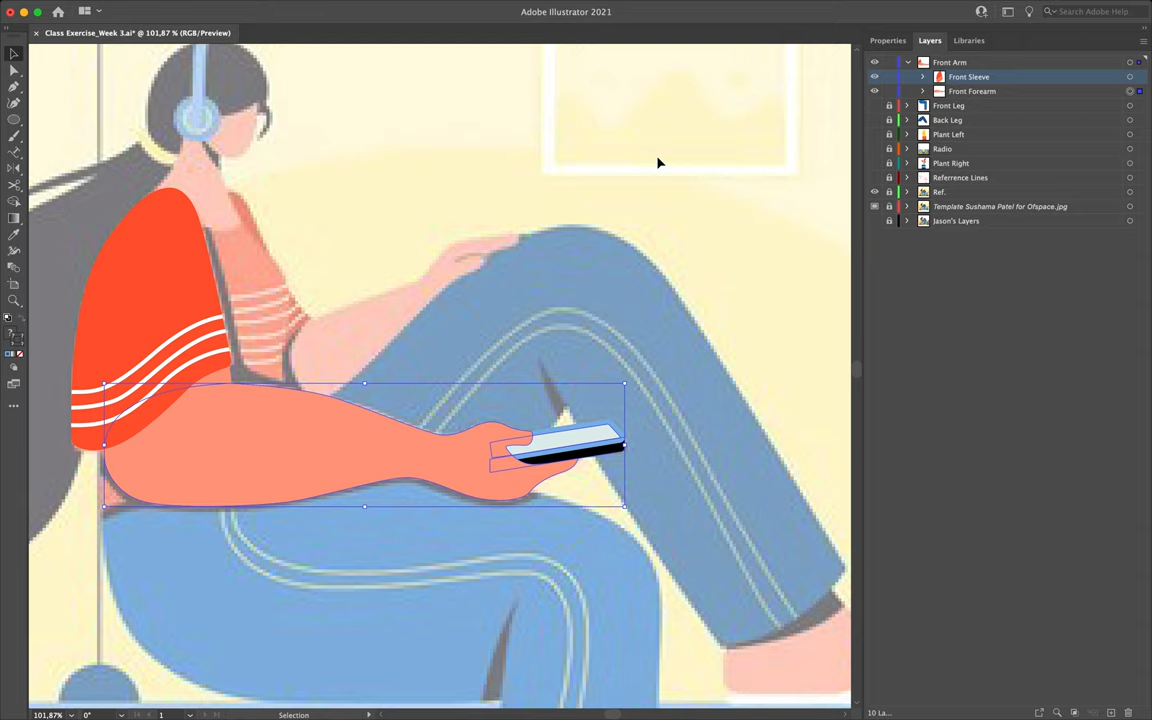 Adobe Illustrator 2021
Search Adobe Help
Class Exercise_Week 3.ai* @ 101,87 % (RGB/Preview)
Properties
Layers
Libraries
Front Arm
Front Sleeve
Front Forearm
Front Leg
Back Leg
Plant Left
Radio
Plant Right
Referrence Lines
Ref.
Template Sushama Patel for Ofspace.jpg
Jason's Layers
101,87%
0°
1
Selection
10 La...